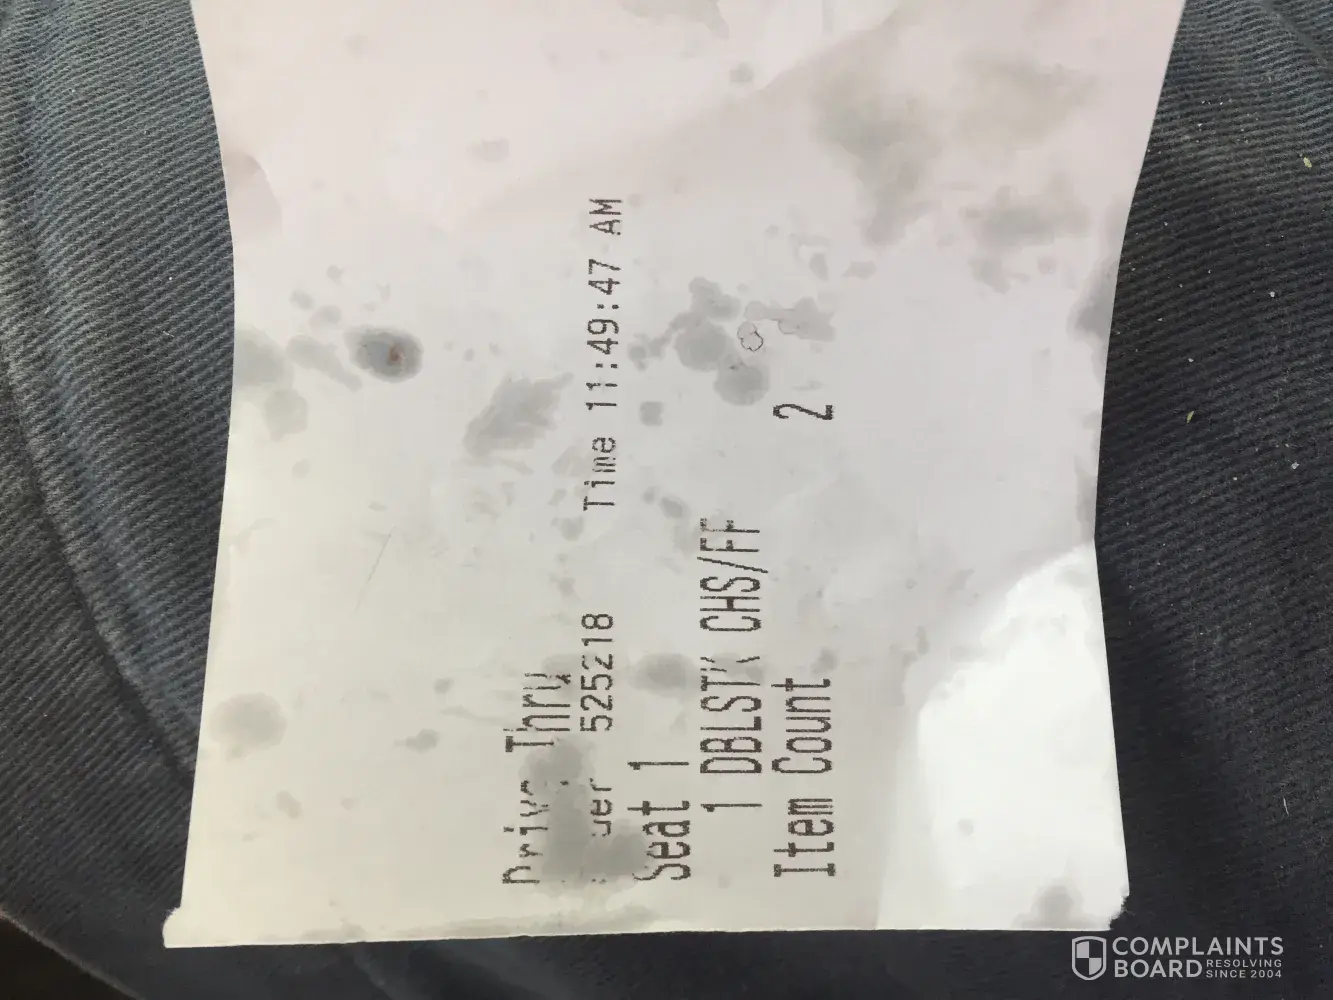 Drive Thru
525218 Time 11:49:47 AM
Seat 1
1 DBLSTK CHS/FF
Item Count 2
COMPLAINTS
BOARD RESOLVING
SINCE 2004